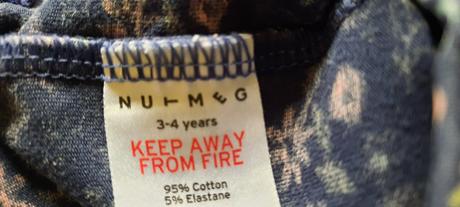 NUTMEG
3-4 years
KEEP AWAY
FROM FIRE
95% Cotton
5% Elastane